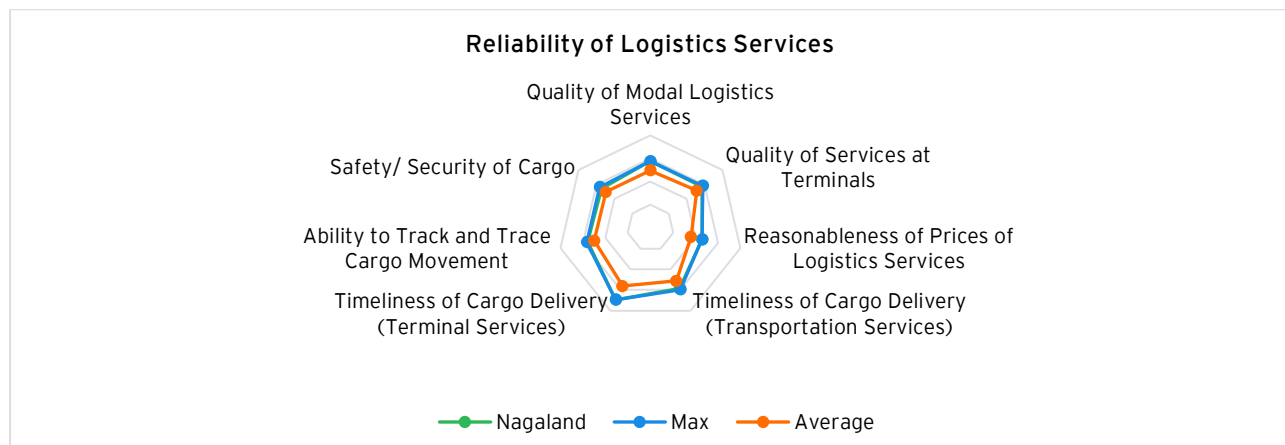 Reliability of Logistics Services
Quality of Modal Logistics
Services
Quality of Services at
Terminals
Reasonableness of Prices of
Logistics Services
Timeliness of Cargo Delivery
(Transportation Services)
Timeliness of Cargo Delivery
(Terminal Services)
Ability to Track and Trace
Cargo Movement
Safety/ Security of Cargo
Nagaland
Max
Average